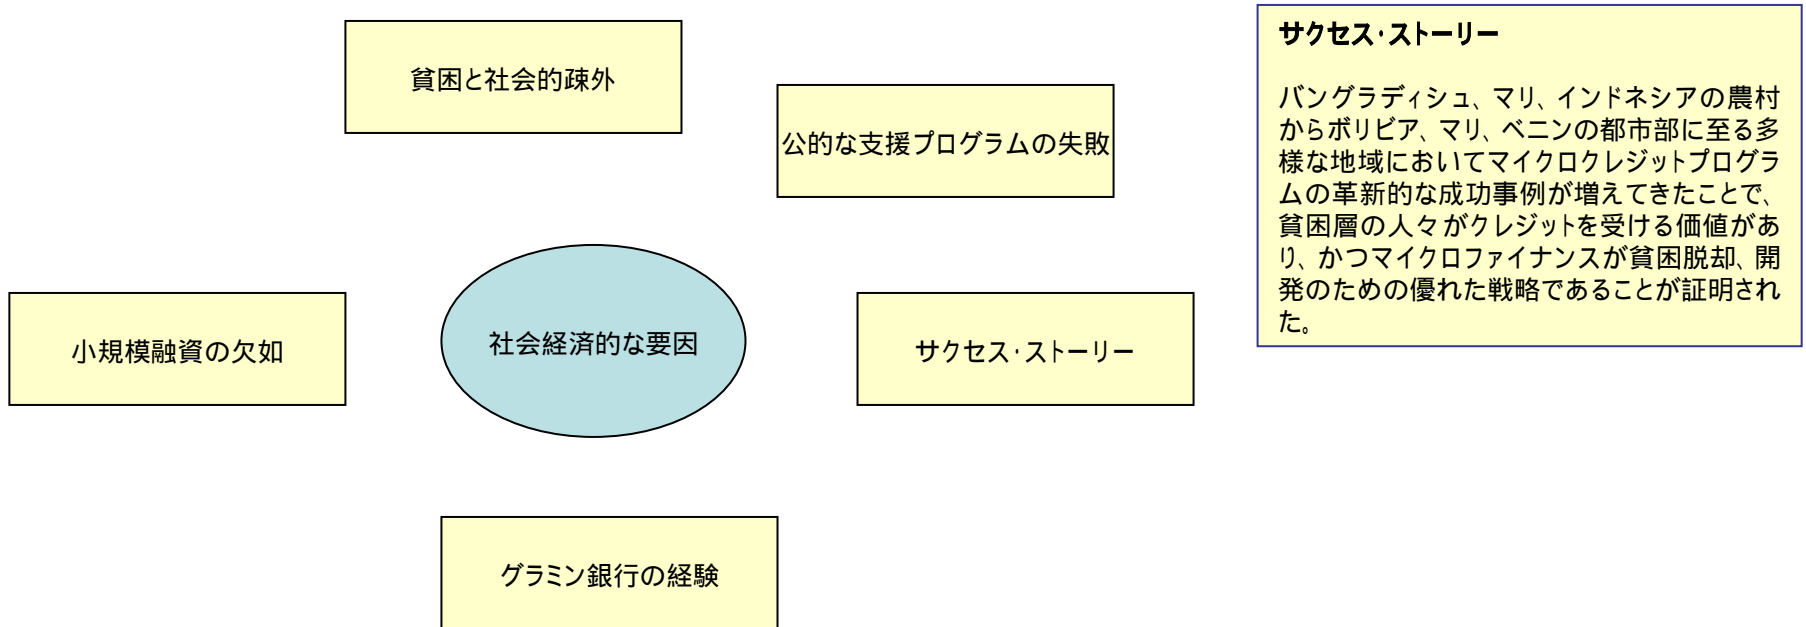 貧困と社会的疎外
公的な支援プログラムの失敗
小規模融資の欠如
社会経済的な要因
サクセス・ストーリー
グラミン銀行の経験
サクセス・ストーリー
バングラディシュ、マリ、インドネシアの農村
からボリビア、マリ、ベニンの都市部に至る多
様な地域においてマイクロクレジットプログラ
ムの革新的な成功事例が増えてきたことで、
貧困層の人々がクレジットを受ける価値があ
り、かつマイクロファイナンスが貧困脱却、開
発のための優れた戦略であることが証明され
た。